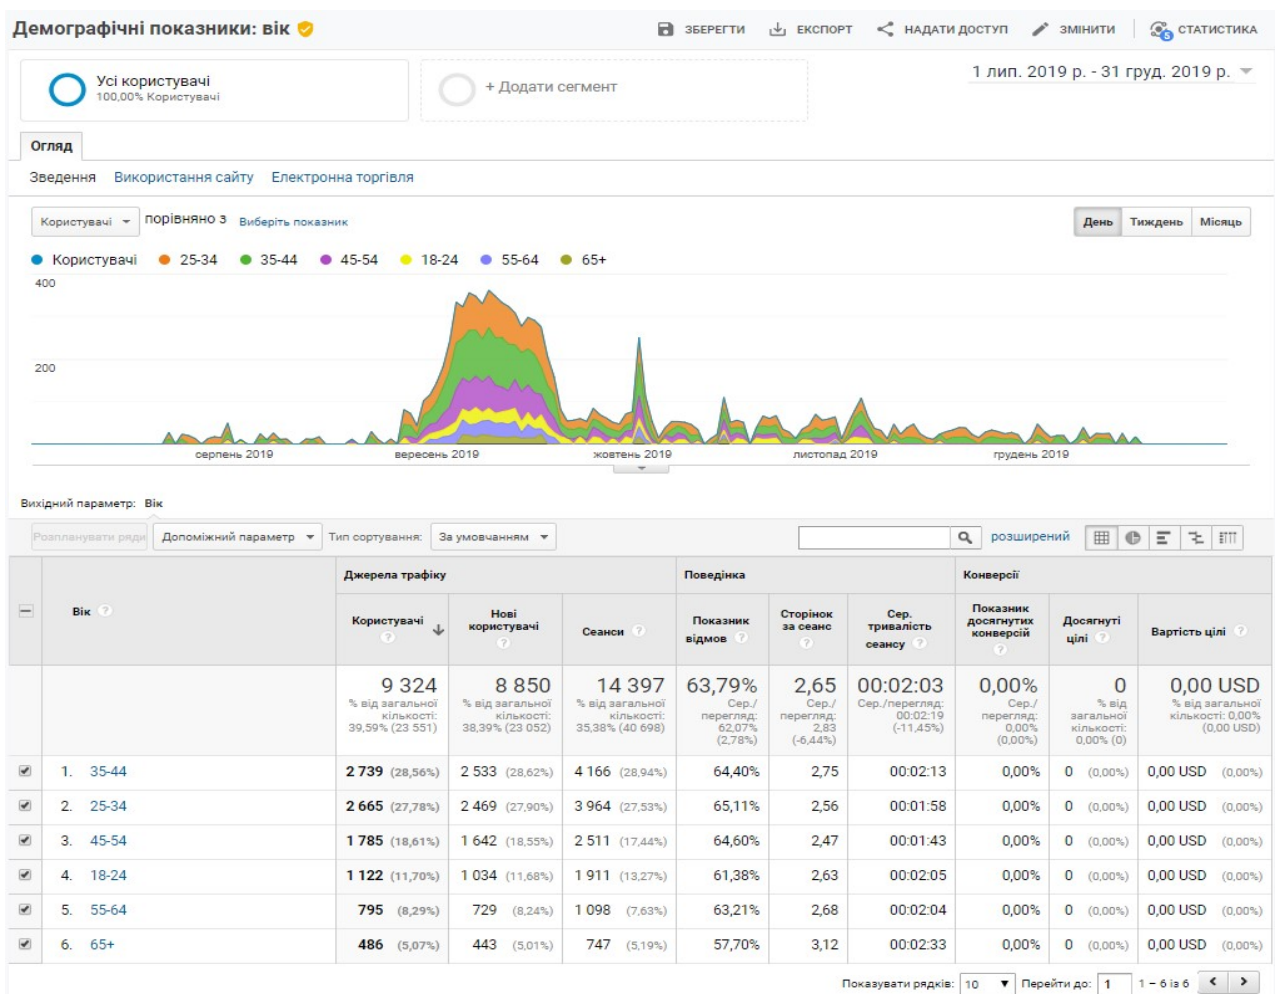 Демографічні показники: вік
ЗБЕРЕГТИ ЕКСПОРТ НАДАТИ ДОСТУП ЗМІНИТИ 5 СТАТИСТИКА
Усі користувачі
100,00% Користувачі
+ Додати сегмент
1 лип. 2019 р. - 31 груд. 2019 р.
Огляд
Зведення Використання сайту Електронна торгівля
Користувачі порівняно з Виберіть показник
День Тиждень Місяць
Користувачі 25-34 35-44 45-54 18-24 55-64 65+
400
200
серпень 2019 вересень 2019 жовтень 2019 листопад 2019 грудень 2019
Вихідний параметр: Вік
Розпланувати ряди Допоміжний параметр Тип сортування: За умовчанням розширений
Джерела трафіку Поведінка Конверсії
Вік ?
Користувачі ?
Нові користувачі ?
Сеанси ?
Показник відмов ?
Сторінок за сеанс ?
Сер. тривалість сеансу ?
Показник досягнутих конверсій ?
Досягнуті цілі ?
Вартість цілі ?
9 324 8 850 14 397 63,79% 2,65 00:02:03 0,00% 0 0,00 USD
% від загальної кількості: 39,59% (23 551)
% від загальної кількості: 38,39% (23 052)
% від загальної кількості: 35,38% (40 698)
Сер./перегляд: 62,07% (2,78%)
Сер./перегляд: 2,83 (-6,44%)
Сер./перегляд: 00:02:19 (-11,45%)
Сер./перегляд: 0,00% (0,00%)
% від загальної кількості: 0,00% (0)
% від загальної кількості: 0,00% (0,00 USD)
1. 35-44 2 739 (28,56%) 2 533 (28,62%) 4 166 (28,94%) 64,40% 2,75 00:02:13 0,00% 0 (0,00%) 0,00 USD (0,00%)
2. 25-34 2 665 (27,78%) 2 469 (27,90%) 3 964 (27,53%) 65,11% 2,56 00:01:58 0,00% 0 (0,00%) 0,00 USD (0,00%)
3. 45-54 1 785 (18,61%) 1 642 (18,55%) 2 511 (17,44%) 64,60% 2,47 00:01:43 0,00% 0 (0,00%) 0,00 USD (0,00%)
4. 18-24 1 122 (11,70%) 1 034 (11,68%) 1 911 (13,27%) 61,38% 2,63 00:02:05 0,00% 0 (0,00%) 0,00 USD (0,00%)
5. 55-64 795 (8,29%) 729 (8,24%) 1 098 (7,63%) 63,21% 2,68 00:02:04 0,00% 0 (0,00%) 0,00 USD (0,00%)
6. 65+ 486 (5,07%) 443 (5,01%) 747 (5,19%) 57,70% 3,12 00:02:33 0,00% 0 (0,00%) 0,00 USD (0,00%)
Показувати рядків: 10 Перейти до: 1 1 – 6 із 6